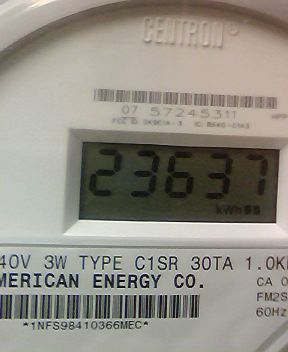 CENTRON®
07 57245311
23637
kWh
40V 3W TYPE C1SR 30TA 1.0K
MERICAN ENERGY CO.
CA 0
FM2S
60Hz
*1NFS98410366MEC*